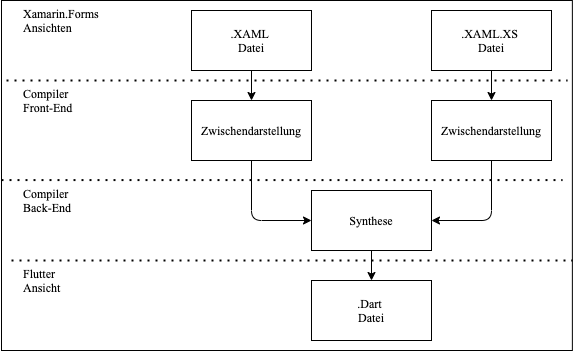 Xamarin.Forms
Ansichten
.XAML
Datei
.XAML.XS
Datei
Compiler
Front-End
Zwischendarstellung
Zwischendarstellung
Compiler
Back-End
Synthese
Flutter
Ansicht
.Dart
Datei